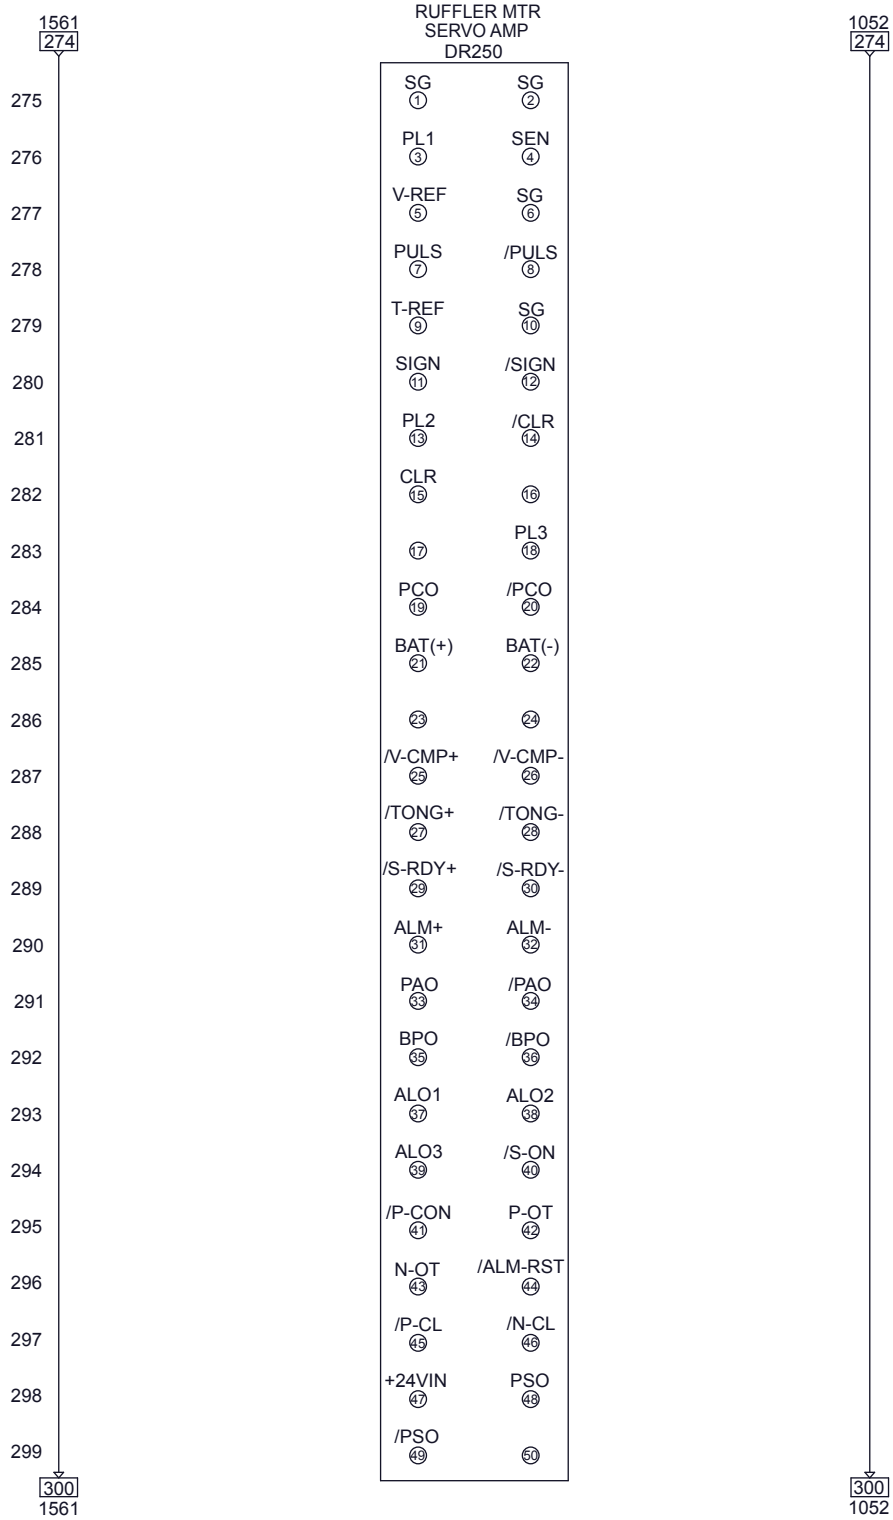 RUFFLER MTR
1561 SERVO AMP 1052
274 DR250 274
SG SG
275 1 2
PL1 SEN
276 3 4
V-REF SG
277 5 6
PULS /PULS
278 7 8
T-REF SG
279 9 10
SIGN /SIGN
280 11 12
PL2 /CLR
281 13 14
CLR
282 15 16
PL3
283 17 18
PCO /PCO
284 19 20
BAT(+) BAT(-)
285 21 22
286 23 24
/V-CMP+ /V-CMP-
287 25 26
/TONG+ /TONG-
288 27 28
/S-RDY+ /S-RDY-
289 29 30
ALM+ ALM-
290 31 32
PAO /PAO
291 33 34
BPO /BPO
292 35 36
ALO1 ALO2
293 37 38
ALO3 /S-ON
294 39 40
/P-CON P-OT
295 41 42
N-OT /ALM-RST
296 43 44
/P-CL /N-CL
297 45 46
+24VIN PSO
298 47 48
/PSO
299 49 50
300 300
1561 1052